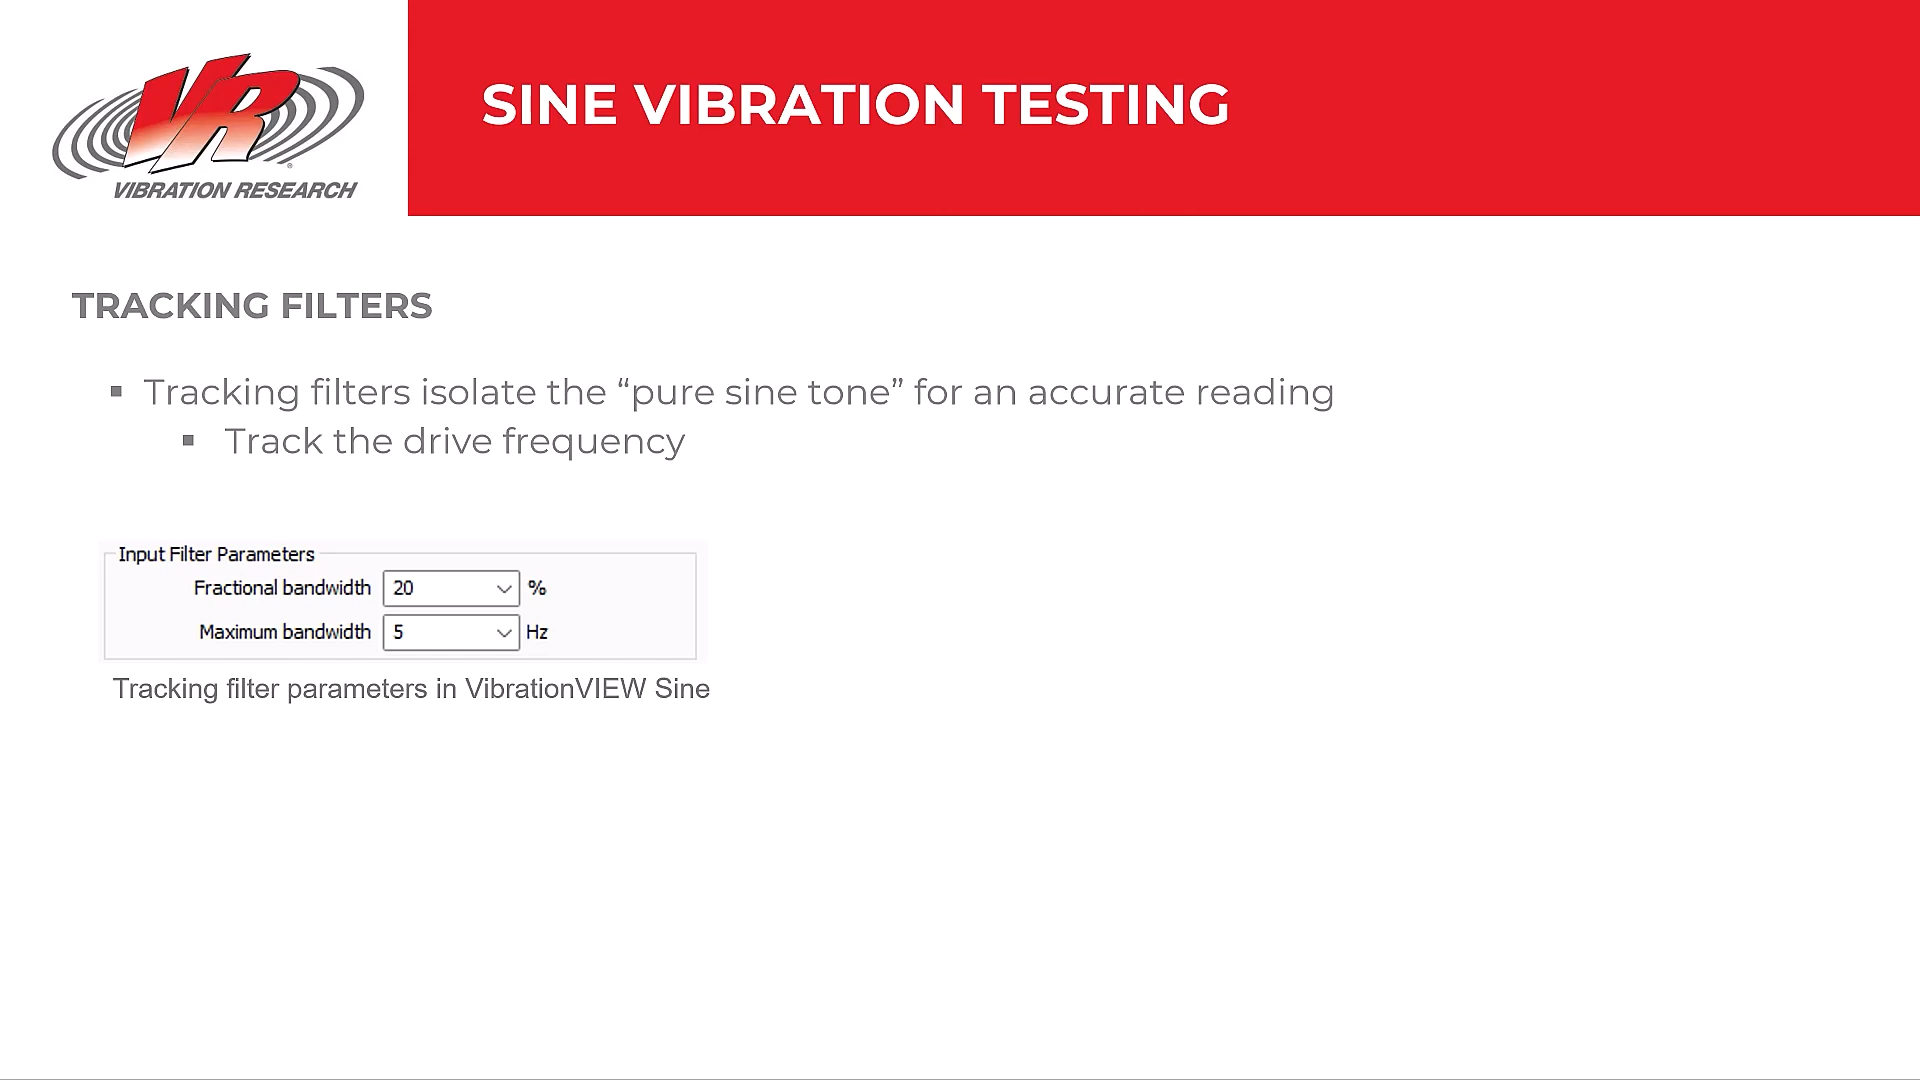 VR
VIBRATION RESEARCH
SINE VIBRATION TESTING
TRACKING FILTERS
▪ Tracking filters isolate the “pure sine tone” for an accurate reading
▪ Track the drive frequency
Input Filter Parameters
Fractional bandwidth 20 %
Maximum bandwidth 5 Hz
Tracking filter parameters in VibrationVIEW Sine